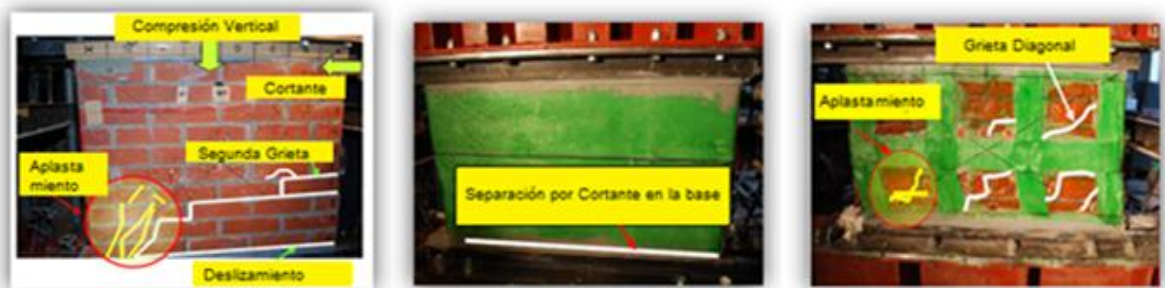 Compresión Vertical
Cortante
Segunda Grieta
Aplasta
miento
Deslizamiento
Separación por Cortante en la base
Grieta Diagonal
Aplastamiento